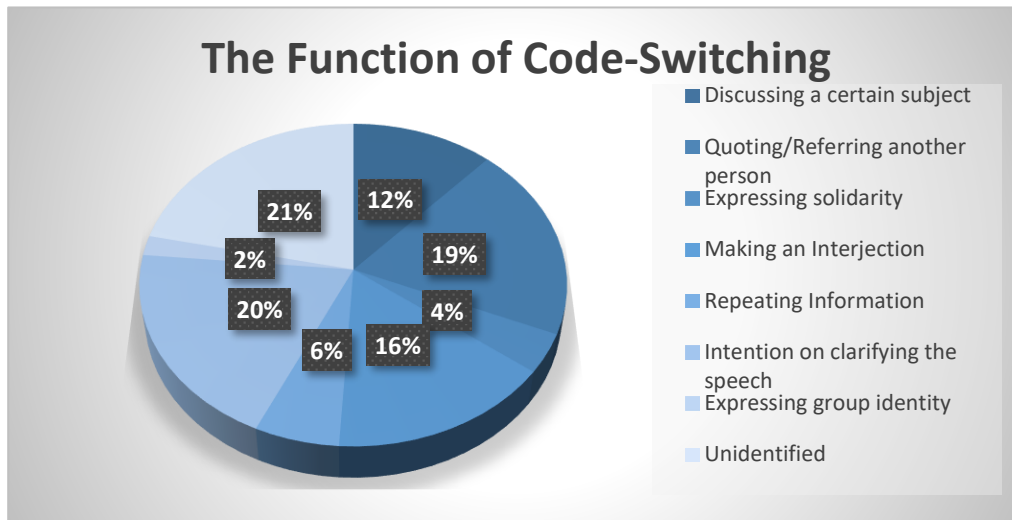 The Function of Code-Switching
12%
19%
4%
16%
6%
20%
2%
21%
Discussing a certain subject
Quoting/Referring another
person
Expressing solidarity
Making an Interjection
Repeating Information
Intention on clarifying the
speech
Expressing group identity
Unidentified